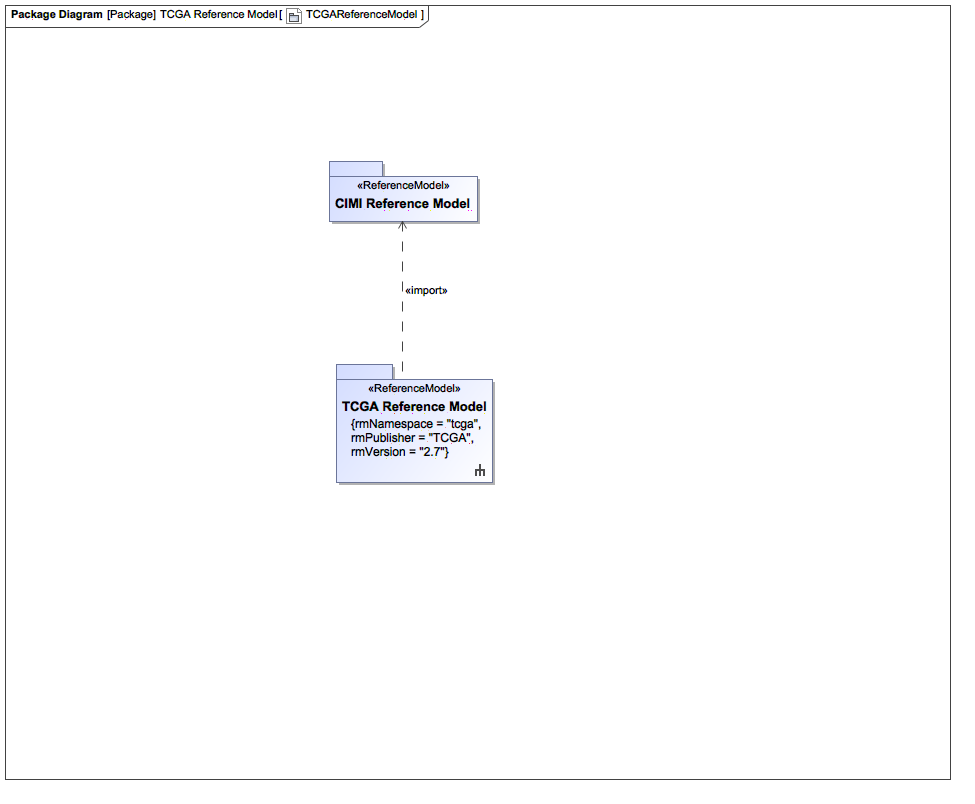 Package Diagram [Package] TCGA Reference Model[ TCGAReferenceModel ]
«ReferenceModel»
CIMI Reference Model
«import»
«ReferenceModel»
TCGA Reference Model
{rmNamespace = "tcga",
rmPublisher = "TCGA",
rmVersion = "2.7"}